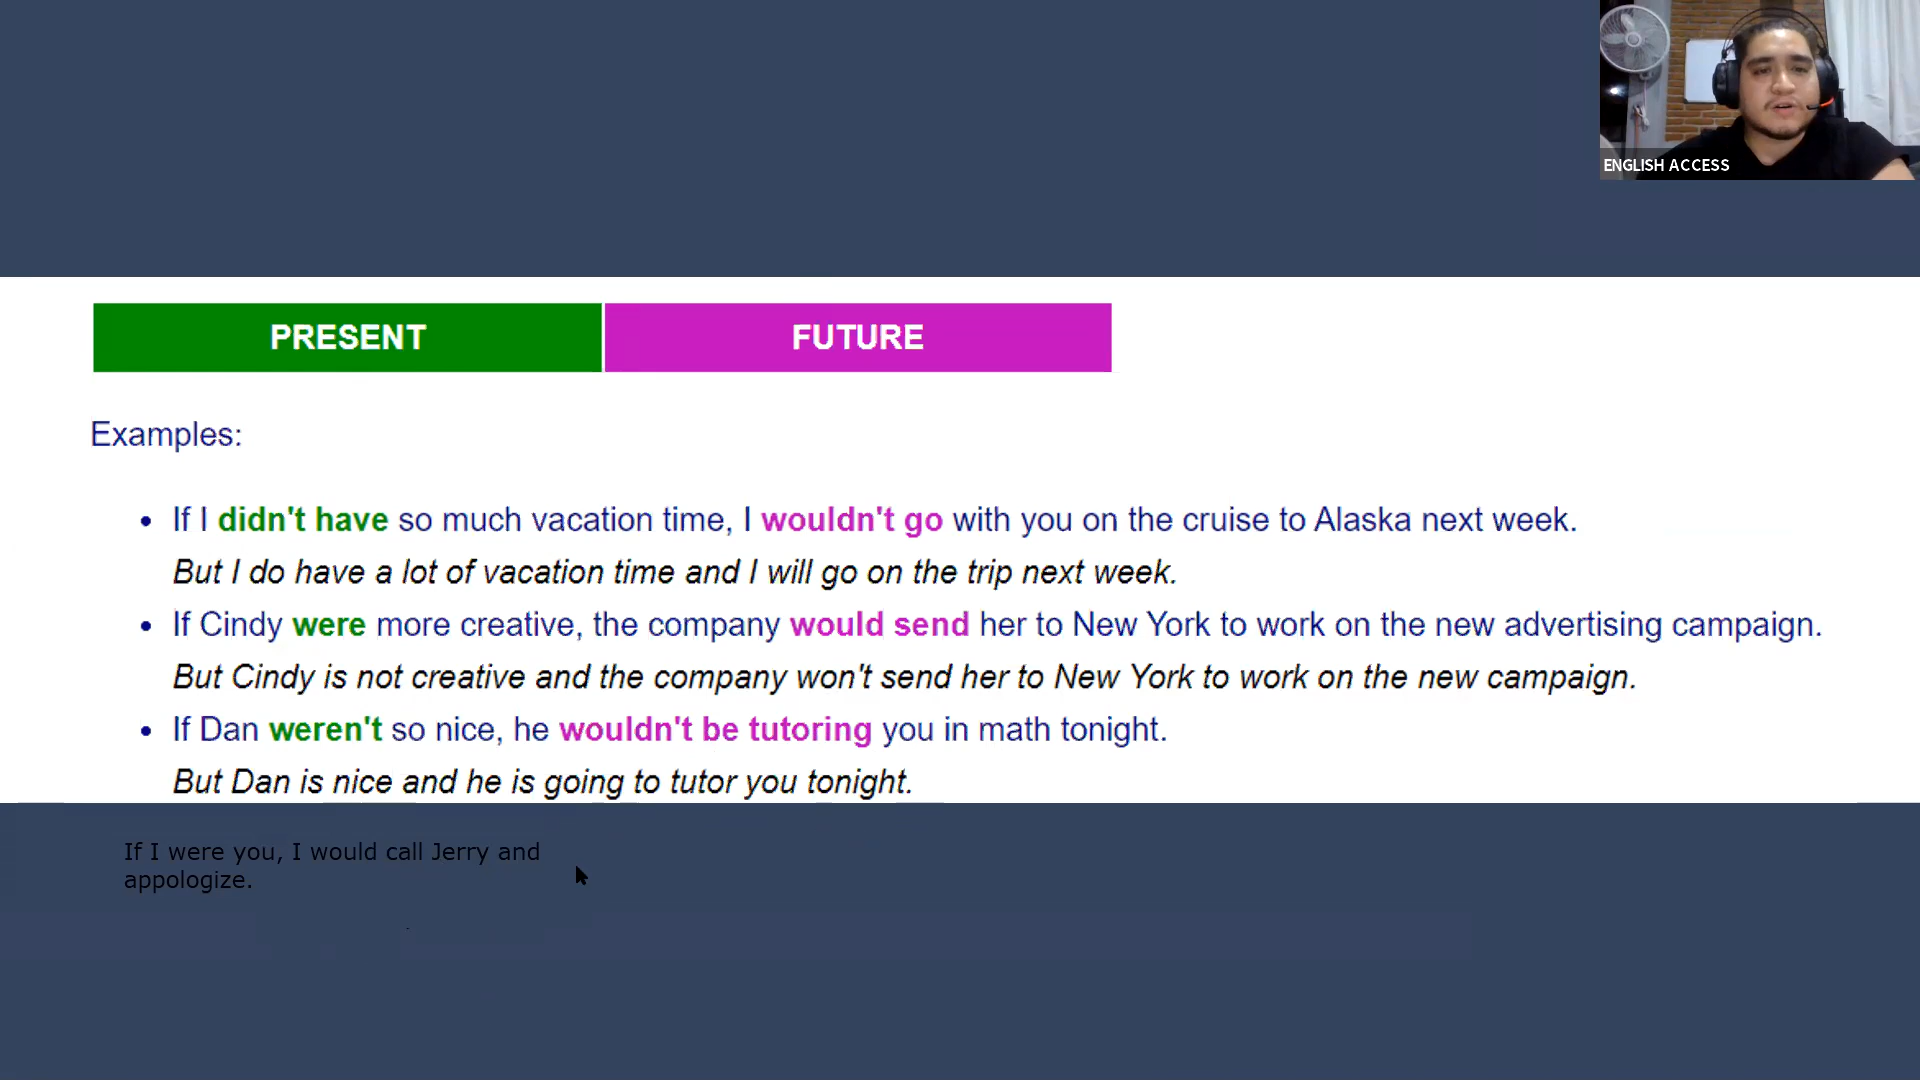 ENGLISH ACCESS
PRESENT FUTURE
Examples:
• If I didn't have so much vacation time, I wouldn't go with you on the cruise to Alaska next week.
But I do have a lot of vacation time and I will go on the trip next week.
• If Cindy were more creative, the company would send her to New York to work on the new advertising campaign.
But Cindy is not creative and the company won't send her to New York to work on the new campaign.
• If Dan weren't so nice, he wouldn't be tutoring you in math tonight.
But Dan is nice and he is going to tutor you tonight.
If I were you, I would call Jerry and
appologize.